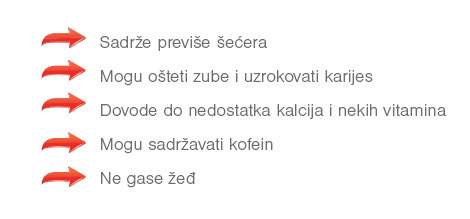 Sadrže previše šećera
Mogu ošteti zube i uzrokovati karijes
Dovode do nedostatka kalcija i nekih vitamina
Mogu sadržavati kofein
Ne gase žeđ